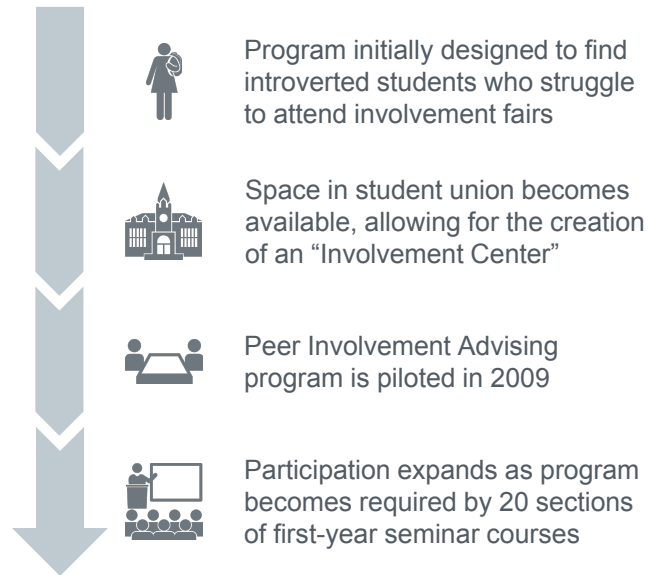 Program initially designed to find
introverted students who struggle
to attend involvement fairs
Space in student union becomes
available, allowing for the creation
of an “Involvement Center”
Peer Involvement Advising
program is piloted in 2009
Participation expands as program
becomes required by 20 sections
of first-year seminar courses